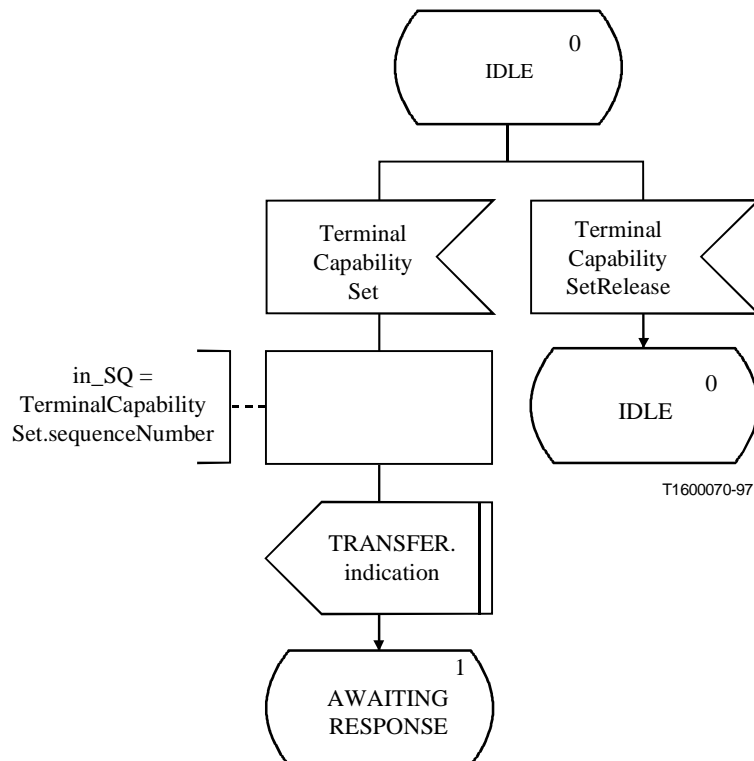 0
IDLE
Terminal
Capability
Set
Terminal
Capability
SetRelease
in_SQ =
TerminalCapability
Set.sequenceNumber
0
IDLE
T1600070-97
TRANSFER.
indication
1
AWAITING
RESPONSE